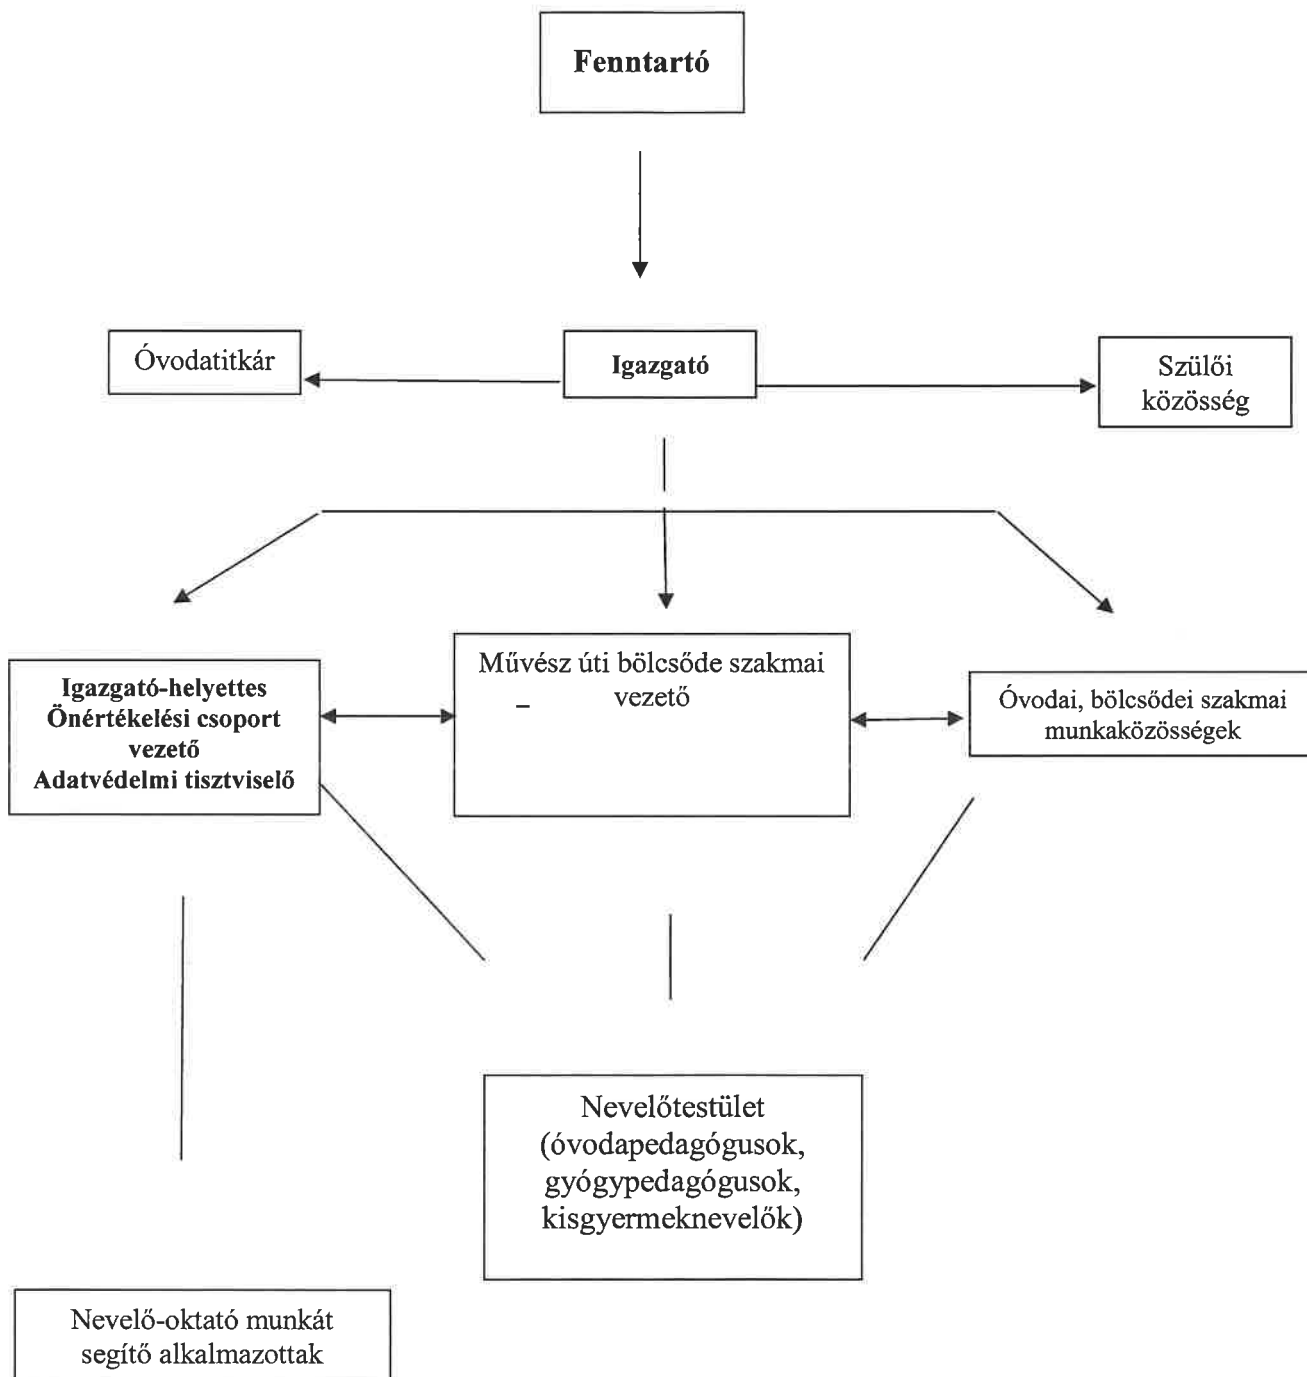 Fenntartó
Óvodatitkár
Igazgató
Szülői
közösség
Igazgató-helyettes
Önértékelési csoport
vezető
Adatvédelmi tisztviselő
Művész úti bölcsőde szakmai
vezető
–
Óvodai, bölcsődei szakmai
munkaközösségek
Nevelőtestület
(óvodapedagógusok,
gyógypedagógusok,
kisgyermeknevelők)
Nevelő-oktató munkát
segítő alkalmazottak